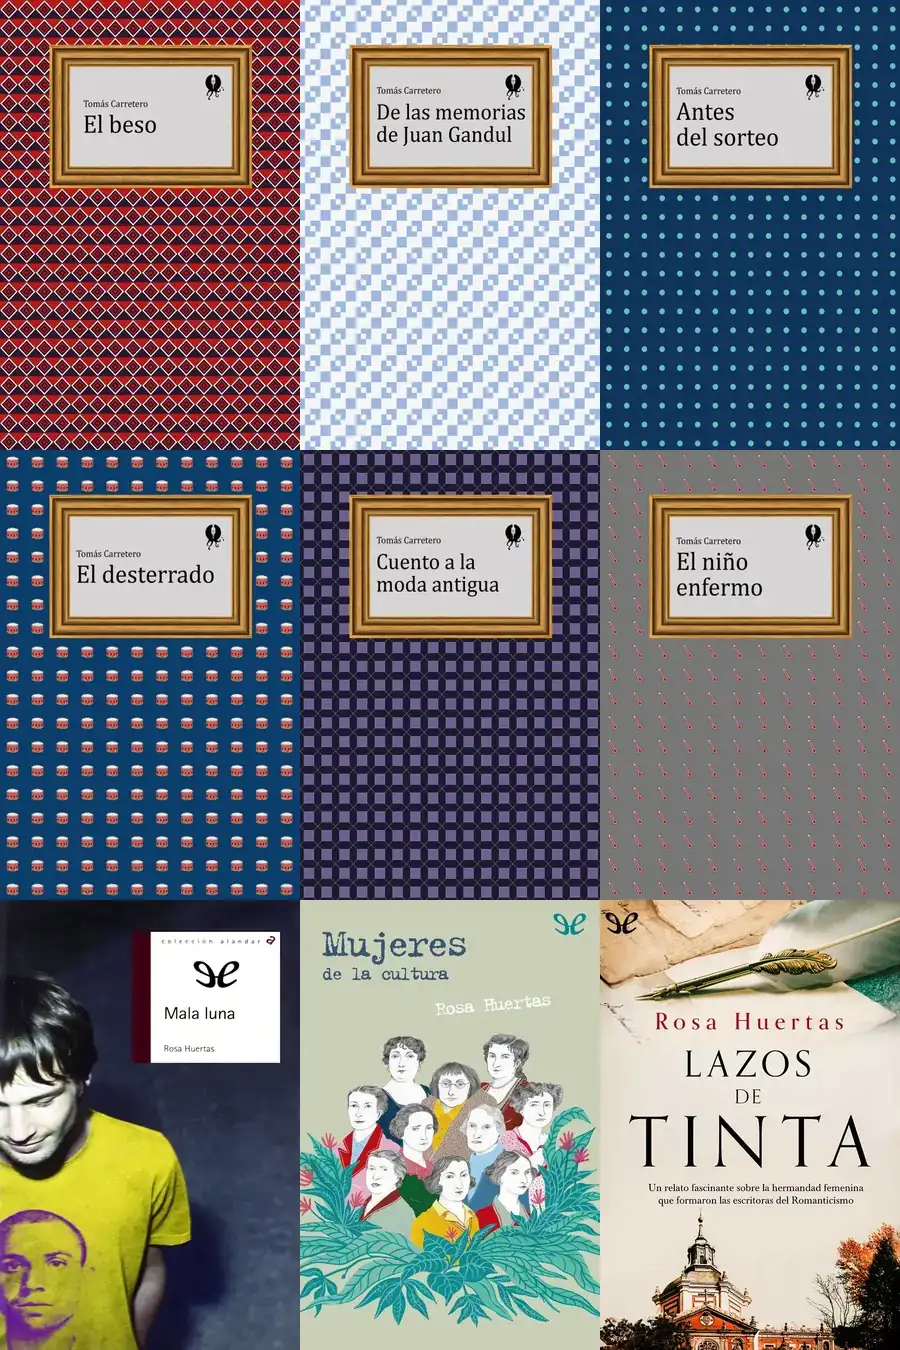 Tomás Carretero
El beso
Tomás Carretero
De las memorias
de Juan Gandul
Tomás Carretero
Antes
del sorteo
Tomás Carretero
El desterrado
Tomás Carretero
Cuento a la
moda antigua
Tomás Carretero
El niño
enfermo
colección alandar a
Mala luna
Rosa Huertas
Mujeres
de la cultura
Rosa Huertas
Rosa Huertas
LAZOS
DE
TINTA
Un relato fascinante sobre la hermandad femenina
que formaron las escritoras del Romanticismo